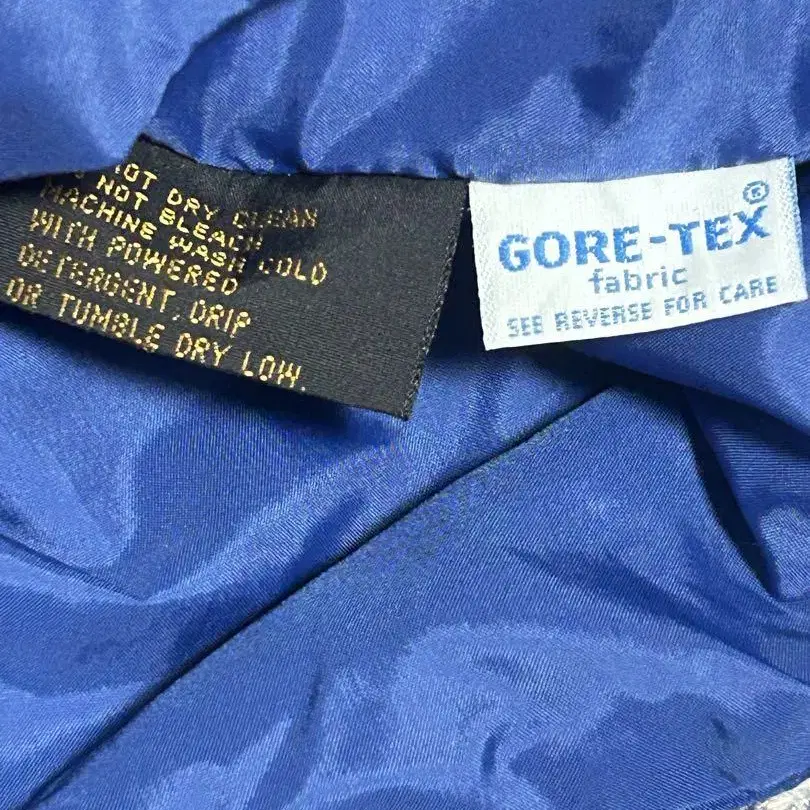 NOT DRY CLEAN
NOT BLEACH
MACHINE WASH COLD
WITH POWERED
DETERGENT. DRIP
OR TUMBLE DRY LOW.
GORE-TEX®
fabric
SEE REVERSE FOR CARE